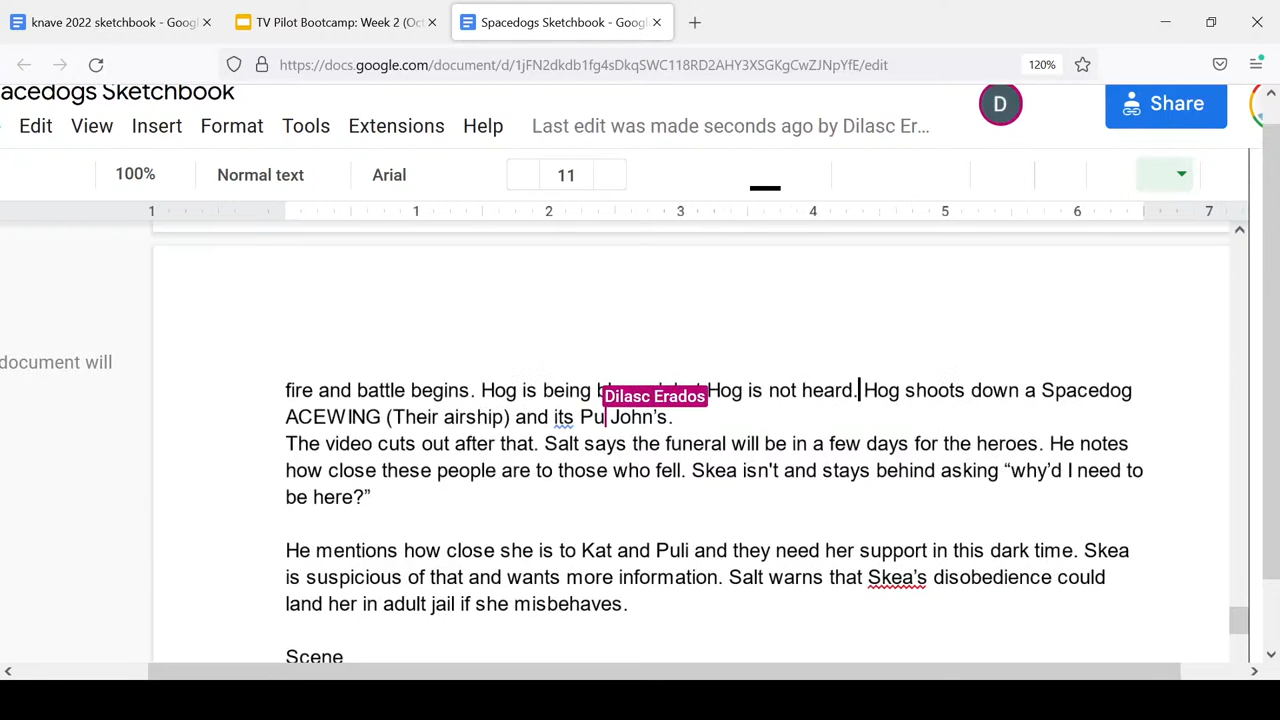 knave 2022 sketchbook - Googl
TV Pilot Bootcamp: Week 2 (Oct
Spacedogs Sketchbook - Googl
https://docs.google.com/document/d/1jFN2dkdb1fg4sDkqSWC118RD2AHY3XSGKgCwZJNpYfE/edit
120%
acedogs Sketchbook
D
Share
Edit View Insert Format Tools Extensions Help Last edit was made seconds ago by Dilasc Er…
100% Normal text Arial 11
1 1 2 3 4 5 6 7
document will
fire and battle begins. Hog is being Hog is not heard. Hog shoots down a Spacedog
Dilasc Erados
ACEWING (Their airship) and its Pu John’s.
The video cuts out after that. Salt says the funeral will be in a few days for the heroes. He notes
how close these people are to those who fell. Skea isn't and stays behind asking “why’d I need to
be here?”
He mentions how close she is to Kat and Puli and they need her support in this dark time. Skea
is suspicious of that and wants more information. Salt warns that Skea’s disobedience could
land her in adult jail if she misbehaves.
Scene